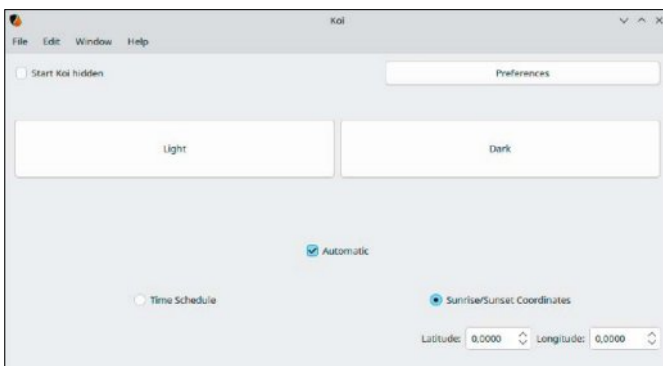 Koi
File Edit Window Help
Start Koi hidden
Preferences
Light
Dark
Automatic
Time Schedule
Sunrise/Sunset Coordinates
Latitude: 0,0000 Longitude: 0,0000